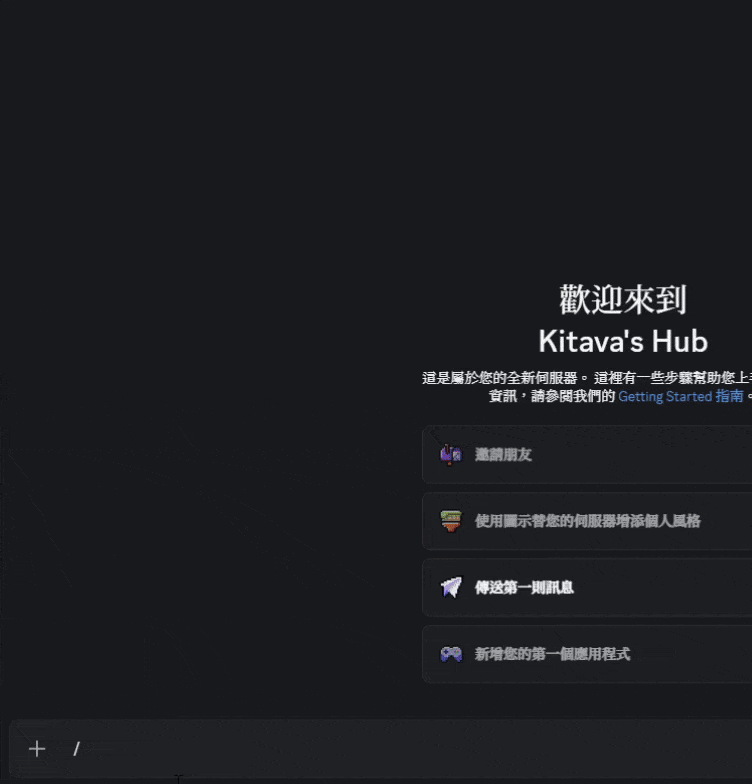 歡迎來到
Kitava's Hub
這是屬於您的全新伺服器。 這裡有一些步驟幫助您上
資訊，請參閱我們的 Getting Started 指南。
邀請朋友
使用圖示替您的伺服器增添個人風格
傳送第一則訊息
新增您的第一個應用程式
/